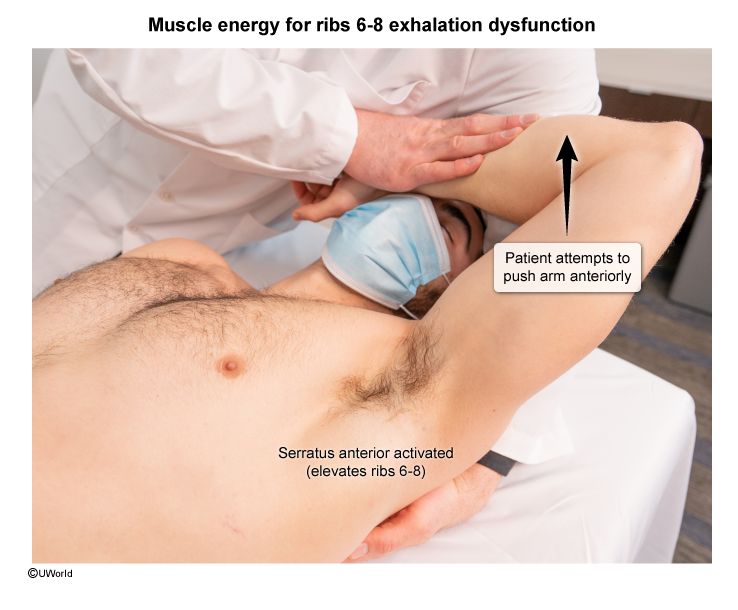 Muscle energy for ribs 6-8 exhalation dysfunction
Patient attempts to
push arm anteriorly
Serratus anterior activated
(elevates ribs 6-8)
©UWorld